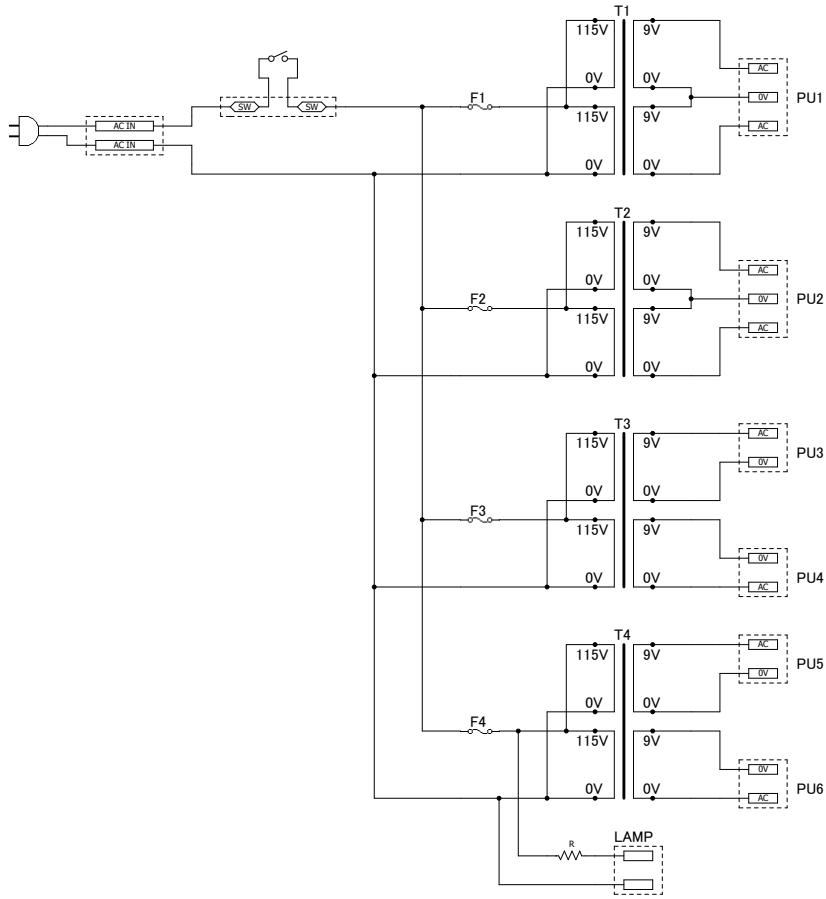 T1
115V 9V
AC
0V 0V
0V PU1
SW SW
F1
115V 9V
AC IN
AC
AC IN
0V 0V
T2
115V 9V
AC
0V 0V
F2
0V PU2
115V 9V
AC
0V 0V
T3
115V 9V
AC
PU3
0V
0V 0V
F3
115V 9V
0V
PU4
0V 0V
AC
T4
115V 9V
AC
PU5
0V
0V 0V
F4
115V 9V
0V
PU6
0V 0V
AC
LAMP
R